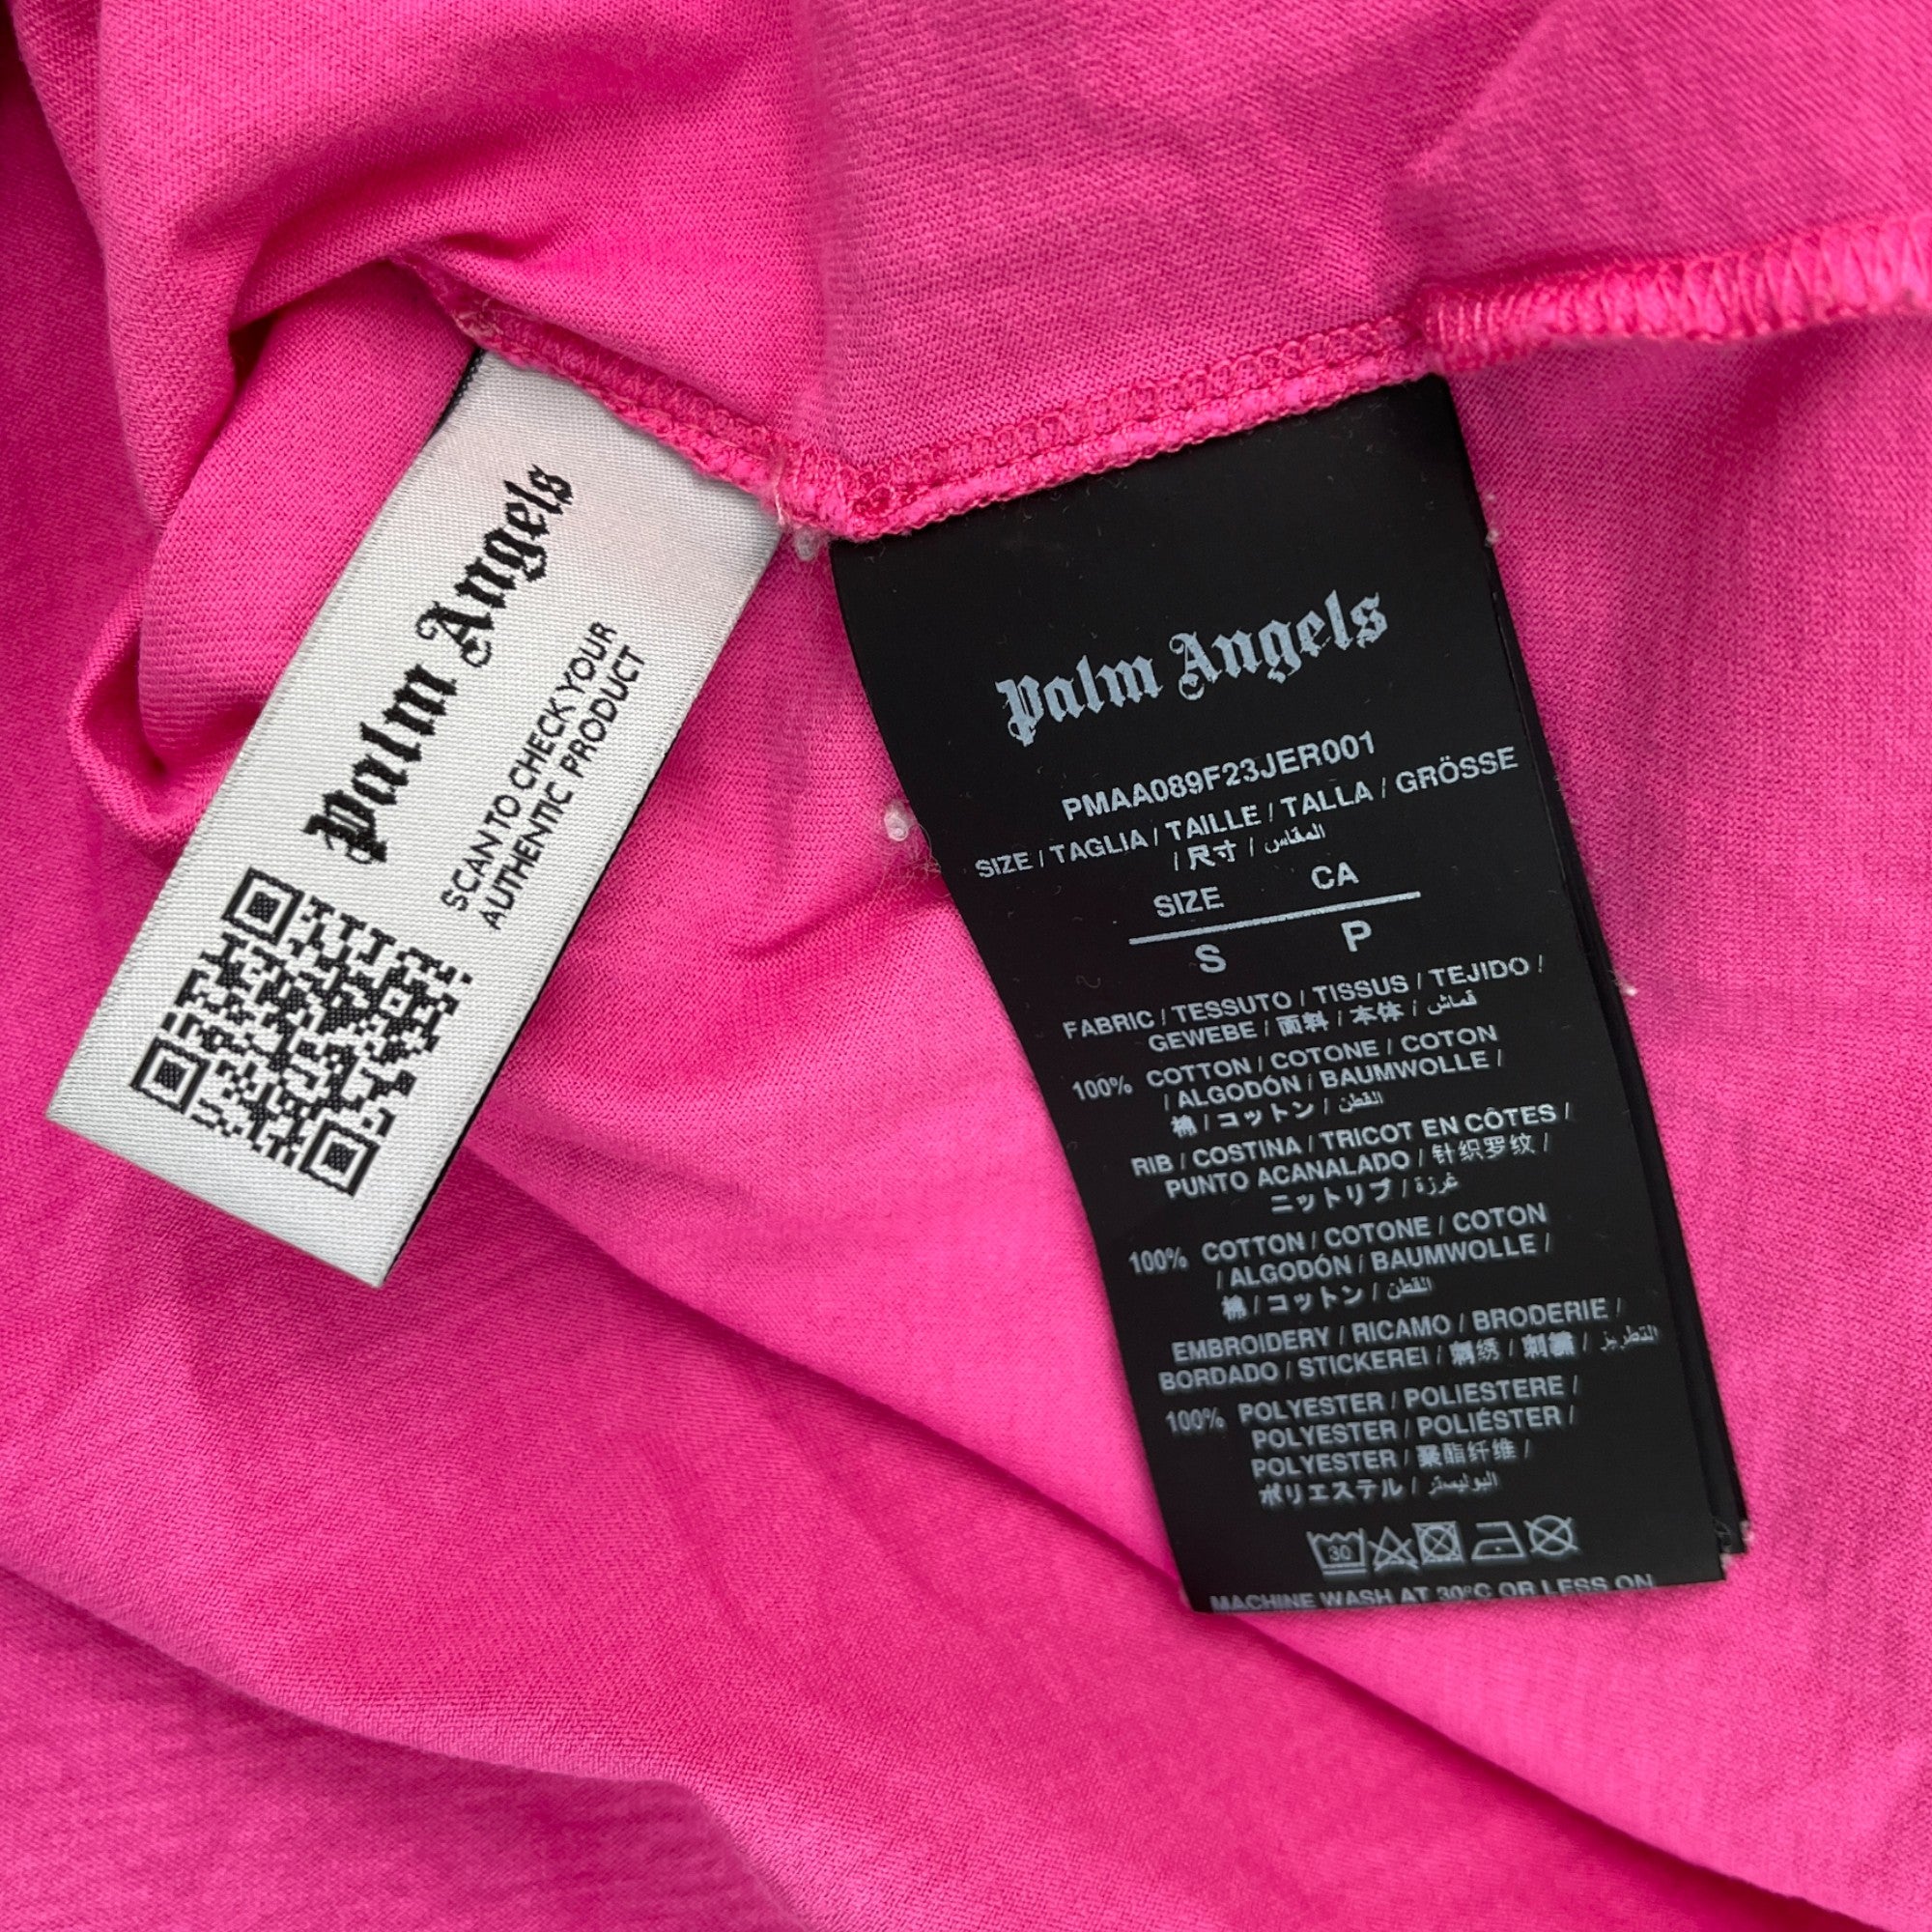 Palm Angels
SCAN TO CHECK YOUR
AUTHENTIC PRODUCT
Palm Angels
PMAA089F23JER001
SIZE / TAGLIA / TAILLE / TALLA / GRÖSSE
/ 尺寸 / المقاس
SIZE CA
S P
FABRIC / TESSUTO / TISSUS / TEJIDO /
GEWEBE / 面料 / 本体 / قماش
100% COTTON / COTONE / COTON
/ ALGODÓN / BAUMWOLLE /
棉 / コットン / القطن
RIB / COSTINA / TRICOT EN CÔTES /
PUNTO ACANALADO / 针织罗纹 /
ニットリブ / غرزة
100% COTTON / COTONE / COTON
/ ALGODÓN / BAUMWOLLE /
棉 / コットン / القطن
EMBROIDERY / RICAMO / BRODERIE /
BORDADO / STICKEREI / 刺绣 / 刺繍 / التطريز
100% POLYESTER / POLIESTERE /
POLYESTER / POLIÉSTER /
POLYESTER / 聚酯纤维 /
ポリエステル / البوليستر
30
MACHINE WASH AT 30°C OR LESS ON